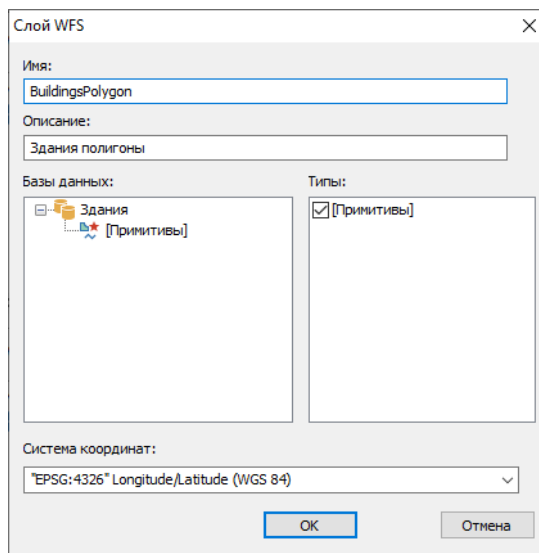 Слой WFS
Имя:
BuildingsPolygon
Описание:
Здания полигоны
Базы данных:
Типы:
Здания
[Примитивы]
[Примитивы]
Система координат:
"EPSG:4326" Longitude/Latitude (WGS 84)
OK
Отмена